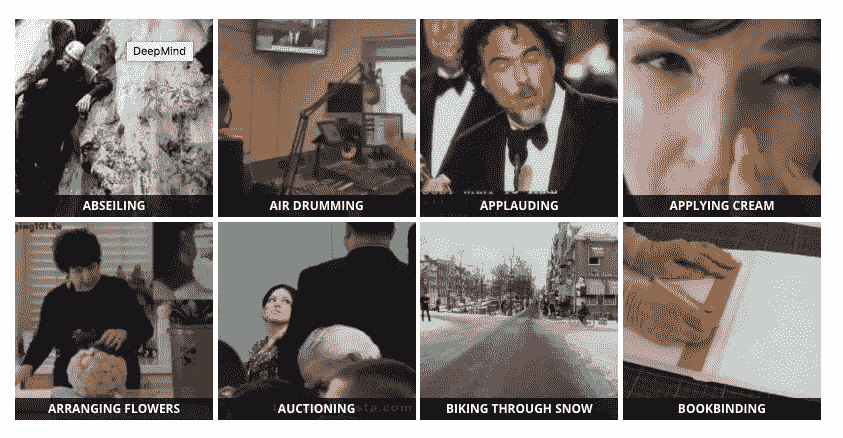 DeepMind
ABSEILING
AIR DRUMMING
APPLAUDING
APPLYING CREAM
ARRANGING FLOWERS
AUCTIONING
BIKING THROUGH SNOW
BOOKBINDING